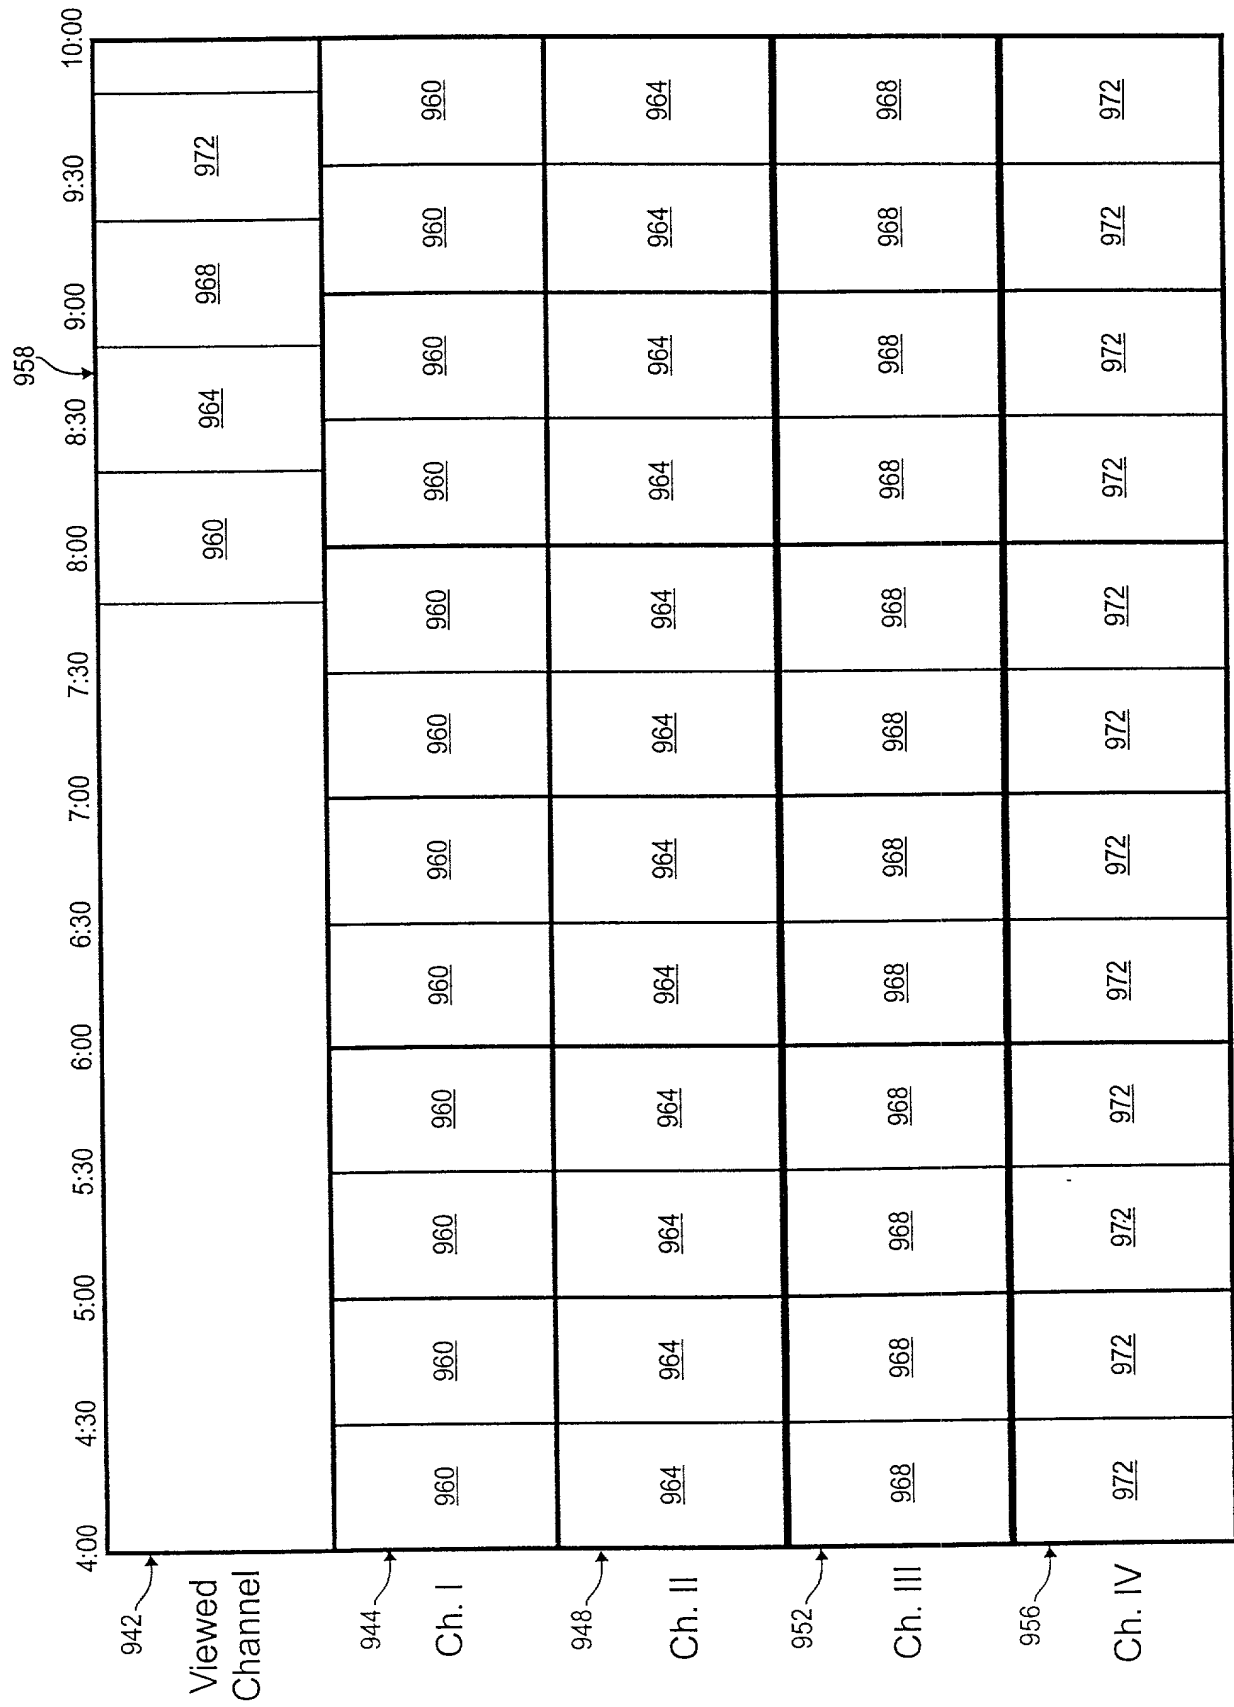 958
4:00 4:30 5:00 5:30 6:00 6:30 7:00 7:30 8:00 8:30 9:00 9:30 10:00
942
Viewed
Channel
960 964 968 972
944
Ch. I
960 960 960 960 960 960 960 960 960 960 960 960
948
Ch. II
964 964 964 964 964 964 964 964 964 964 964 964
952
Ch. III
968 968 968 968 968 968 968 968 968 968 968 968
956
Ch. IV
972 972 972 972 972 972 972 972 972 972 972 972